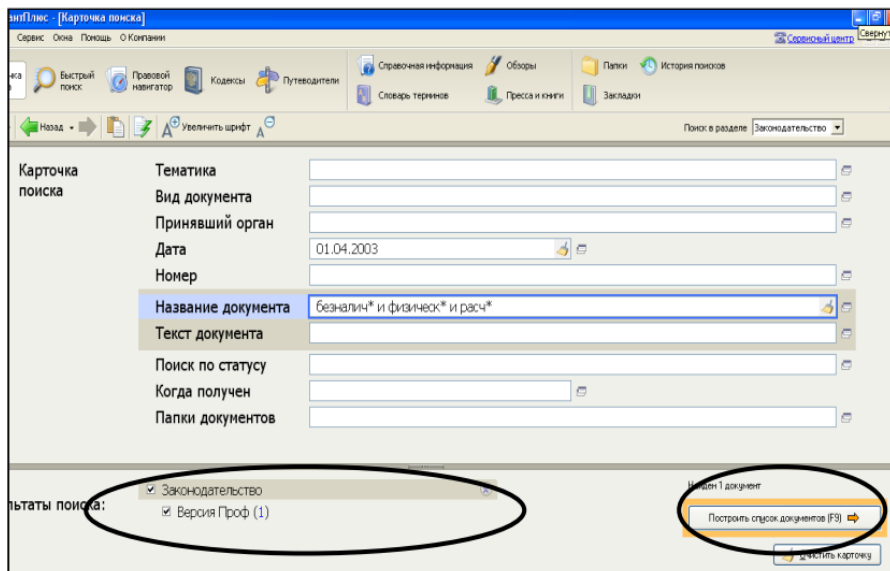 антПлюс - [Карточка поиска]
Сервис Окна Помощь О Компании
Сервисный центр
Свернут
чка
Быстрый поиск
Правовой навигатор
Кодексы
Путеводители
Справочная информация
Обзоры
Папки
История поисков
Словарь терминов
Пресса и книги
Закладки
Назад
Увеличить шрифт
Поиск в разделе Законодательство
Карточка поиска
Тематика
Вид документа
Принявший орган
Дата 01.04.2003
Номер
Название документа безналич* и физическ* и расч*
Текст документа
Поиск по статусу
Когда получен
Папки документов
льтаты поиска:
Законодательство
Версия Проф (1)
Найден 1 документ
Построить список документов (F9)
Очистить карточку